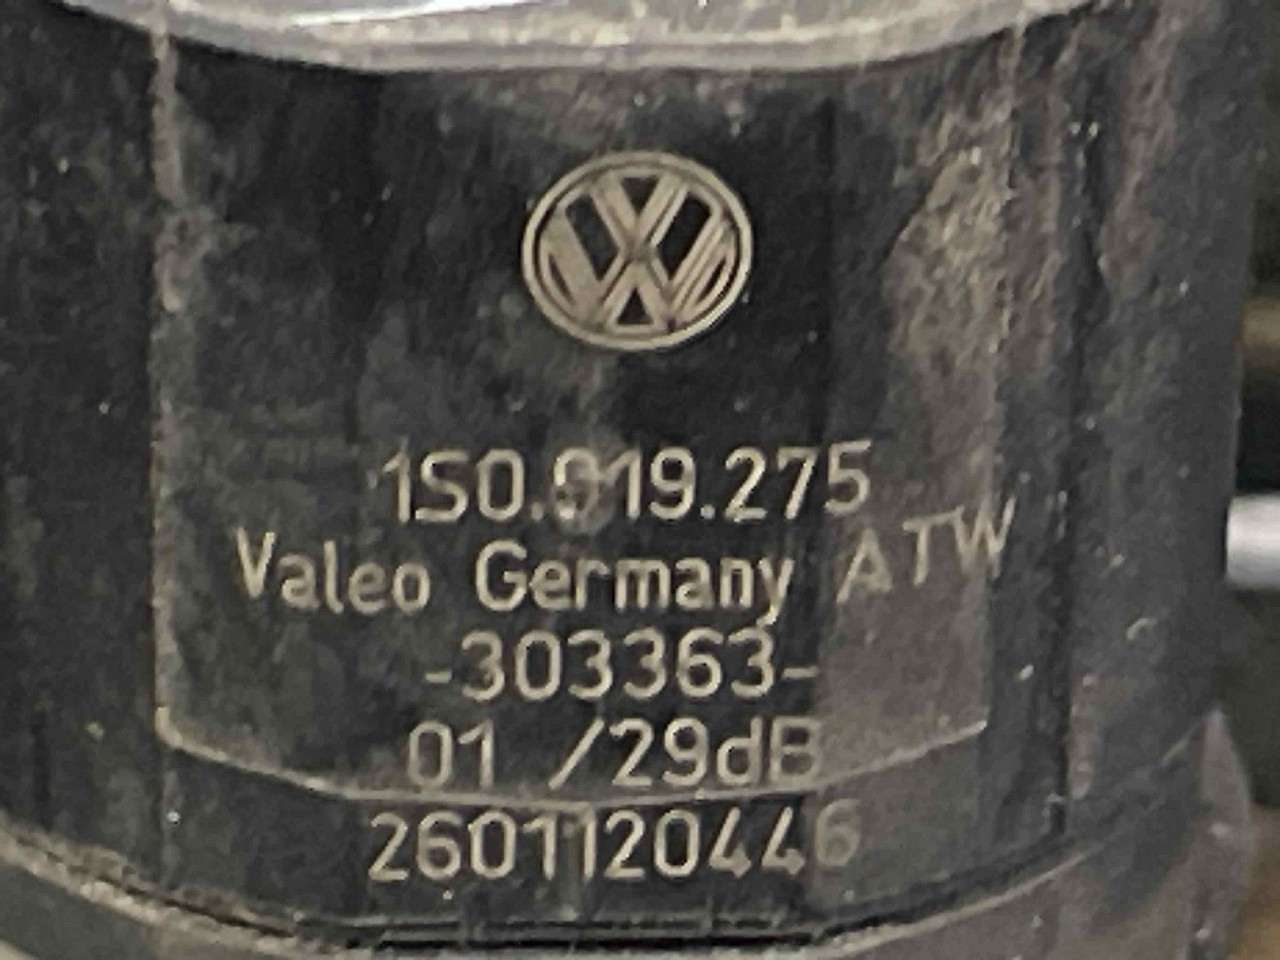 1S0.919.275
Valeo Germany ATW
-303363-
01 /29dB
2601120446